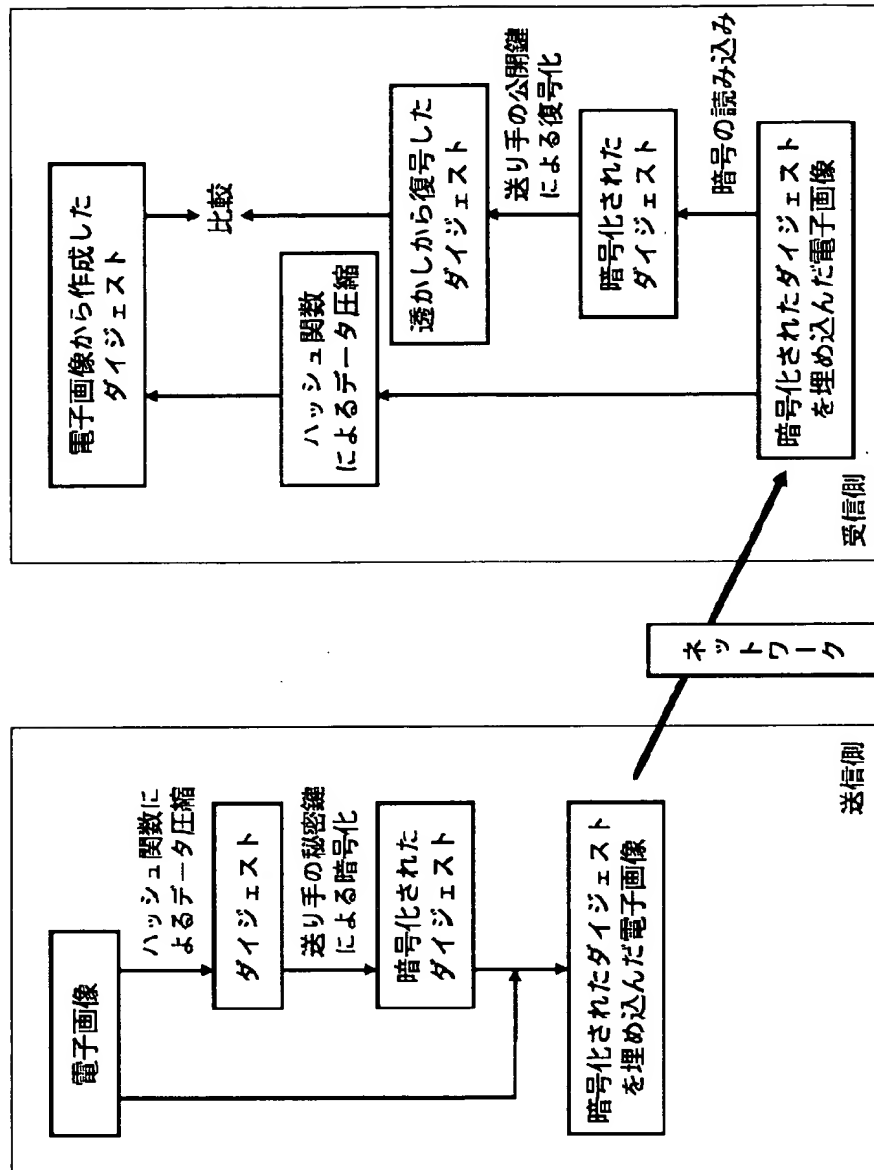 電子画像
ハッシュ関数に
よるデータ圧縮
ダイジェスト
送り手の秘密鍵
による暗号化
暗号化された
ダイジェスト
暗号化されたダイジェスト
を埋め込んだ電子画像
送信側
ネットワーク
電子画像から作成した
ダイジェスト
比較
ハッシュ関数
によるデータ圧縮
透かしから復号した
ダイジェスト
送り手の公開鍵
による復号化
暗号化された
ダイジェスト
暗号の読み込み
暗号化されたダイジェスト
を埋め込んだ電子画像
受信側